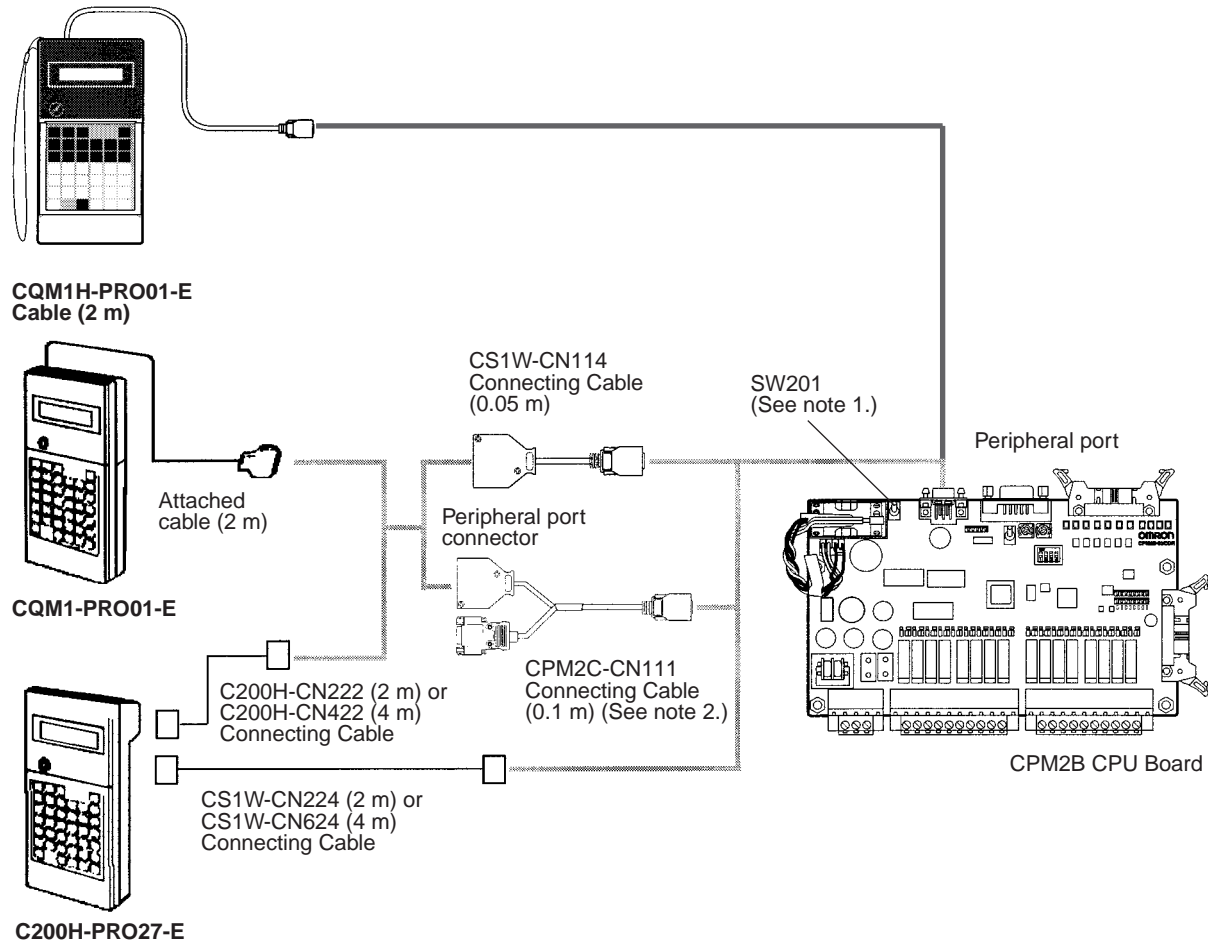 CQM1H-PRO01-E
Cable (2 m)
CS1W-CN114
Connecting Cable
(0.05 m)
SW201
(See note 1.)
Peripheral port
Attached
cable (2 m)
Peripheral port
connector
OMRON
CQM1-PRO01-E
C200H-CN222 (2 m) or
C200H-CN422 (4 m)
Connecting Cable
CPM2C-CN111
Connecting Cable
(0.1 m) (See note 2.)
CPM2B CPU Board
CS1W-CN224 (2 m) or
CS1W-CN624 (4 m)
Connecting Cable
C200H-PRO27-E